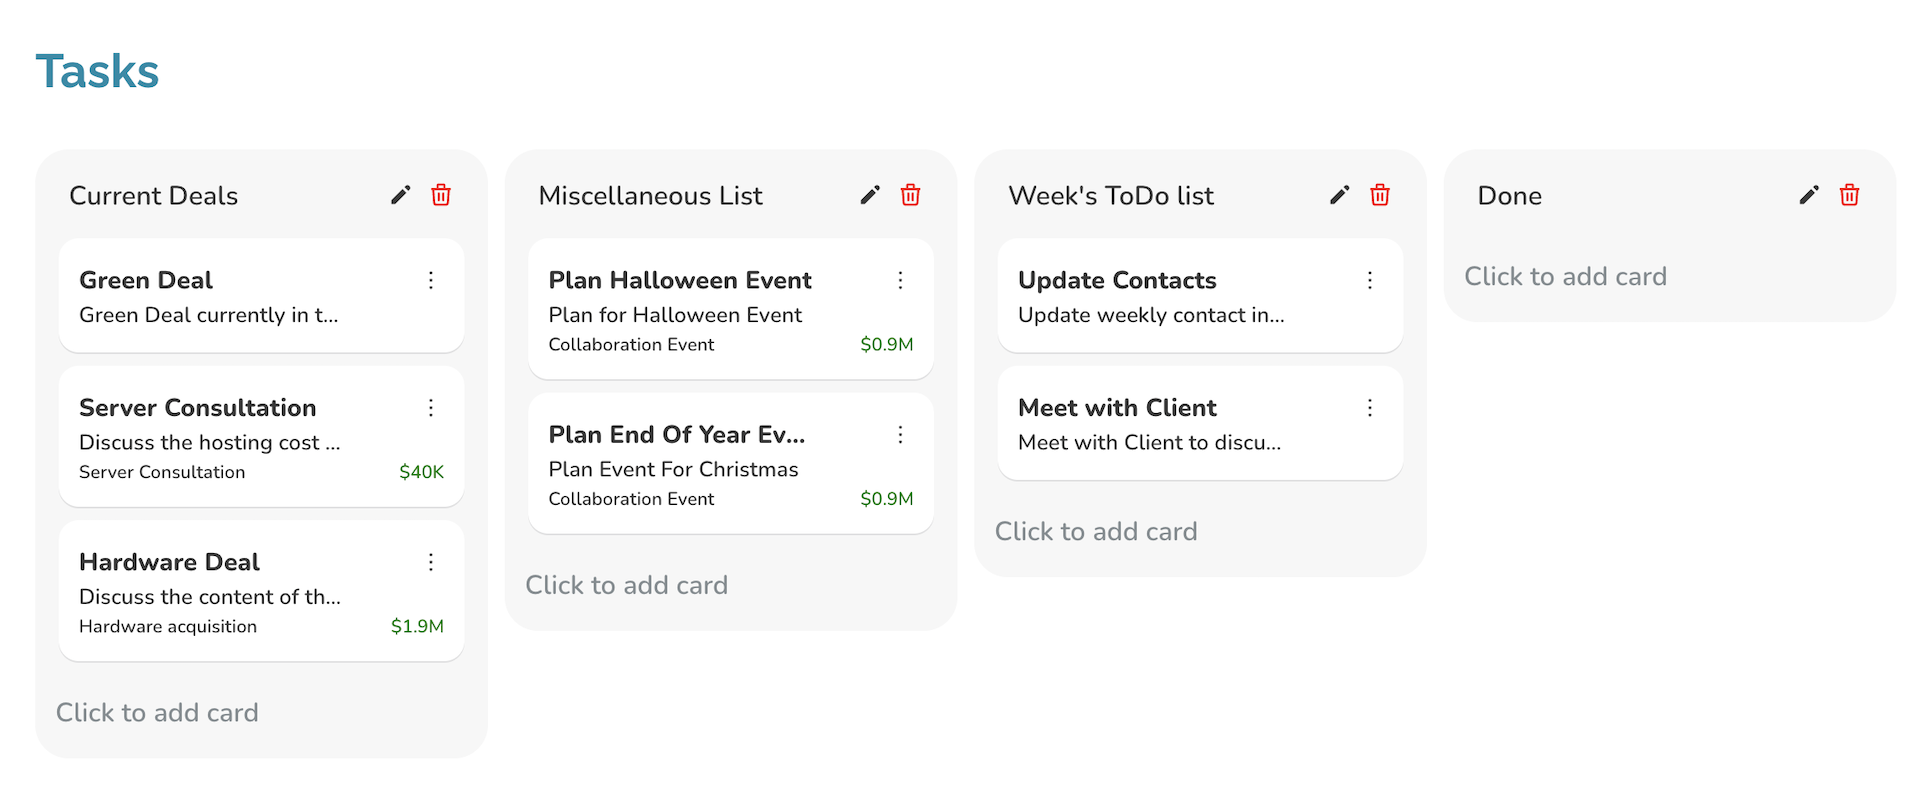 Tasks
Current Deals
Green Deal
Green Deal currently in t...
Server Consultation
Discuss the hosting cost ...
Server Consultation $40K
Hardware Deal
Discuss the content of th...
Hardware acquisition $1.9M
Click to add card
Miscellaneous List
Plan Halloween Event
Plan for Halloween Event
Collaboration Event $0.9M
Plan End Of Year Ev...
Plan Event For Christmas
Collaboration Event $0.9M
Click to add card
Week's ToDo list
Update Contacts
Update weekly contact in...
Meet with Client
Meet with Client to discu...
Click to add card
Done
Click to add card